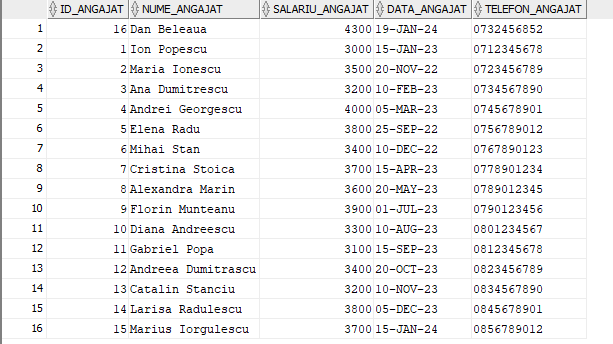 ID_ANGAJAT NUME_ANGAJAT SALARIU_ANGAJAT DATA_ANGAJAT TELEFON_ANGAJAT
1 16 Dan Beleaua 4300 19-JAN-24 0732456852
2 1 Ion Popescu 3000 15-JAN-23 0712345678
3 2 Maria Ionescu 3500 20-NOV-22 0723456789
4 3 Ana Dumitrescu 3200 10-FEB-23 0734567890
5 4 Andrei Georgescu 4000 05-MAR-23 0745678901
6 5 Elena Radu 3800 25-SEP-22 0756789012
7 6 Mihai Stan 3400 10-DEC-22 0767890123
8 7 Cristina Stoica 3700 15-APR-23 0778901234
9 8 Alexandra Marin 3600 20-MAY-23 0789012345
10 9 Florin Munteanu 3900 01-JUL-23 0790123456
11 10 Diana Andreescu 3300 10-AUG-23 0801234567
12 11 Gabriel Popa 3100 15-SEP-23 0812345678
13 12 Andreea Dumitrascu 3400 20-OCT-23 0823456789
14 13 Catalin Stanciu 3200 10-NOV-23 0834567890
15 14 Larisa Radulescu 3800 05-DEC-23 0845678901
16 15 Marius Iorgulescu 3700 15-JAN-24 0856789012